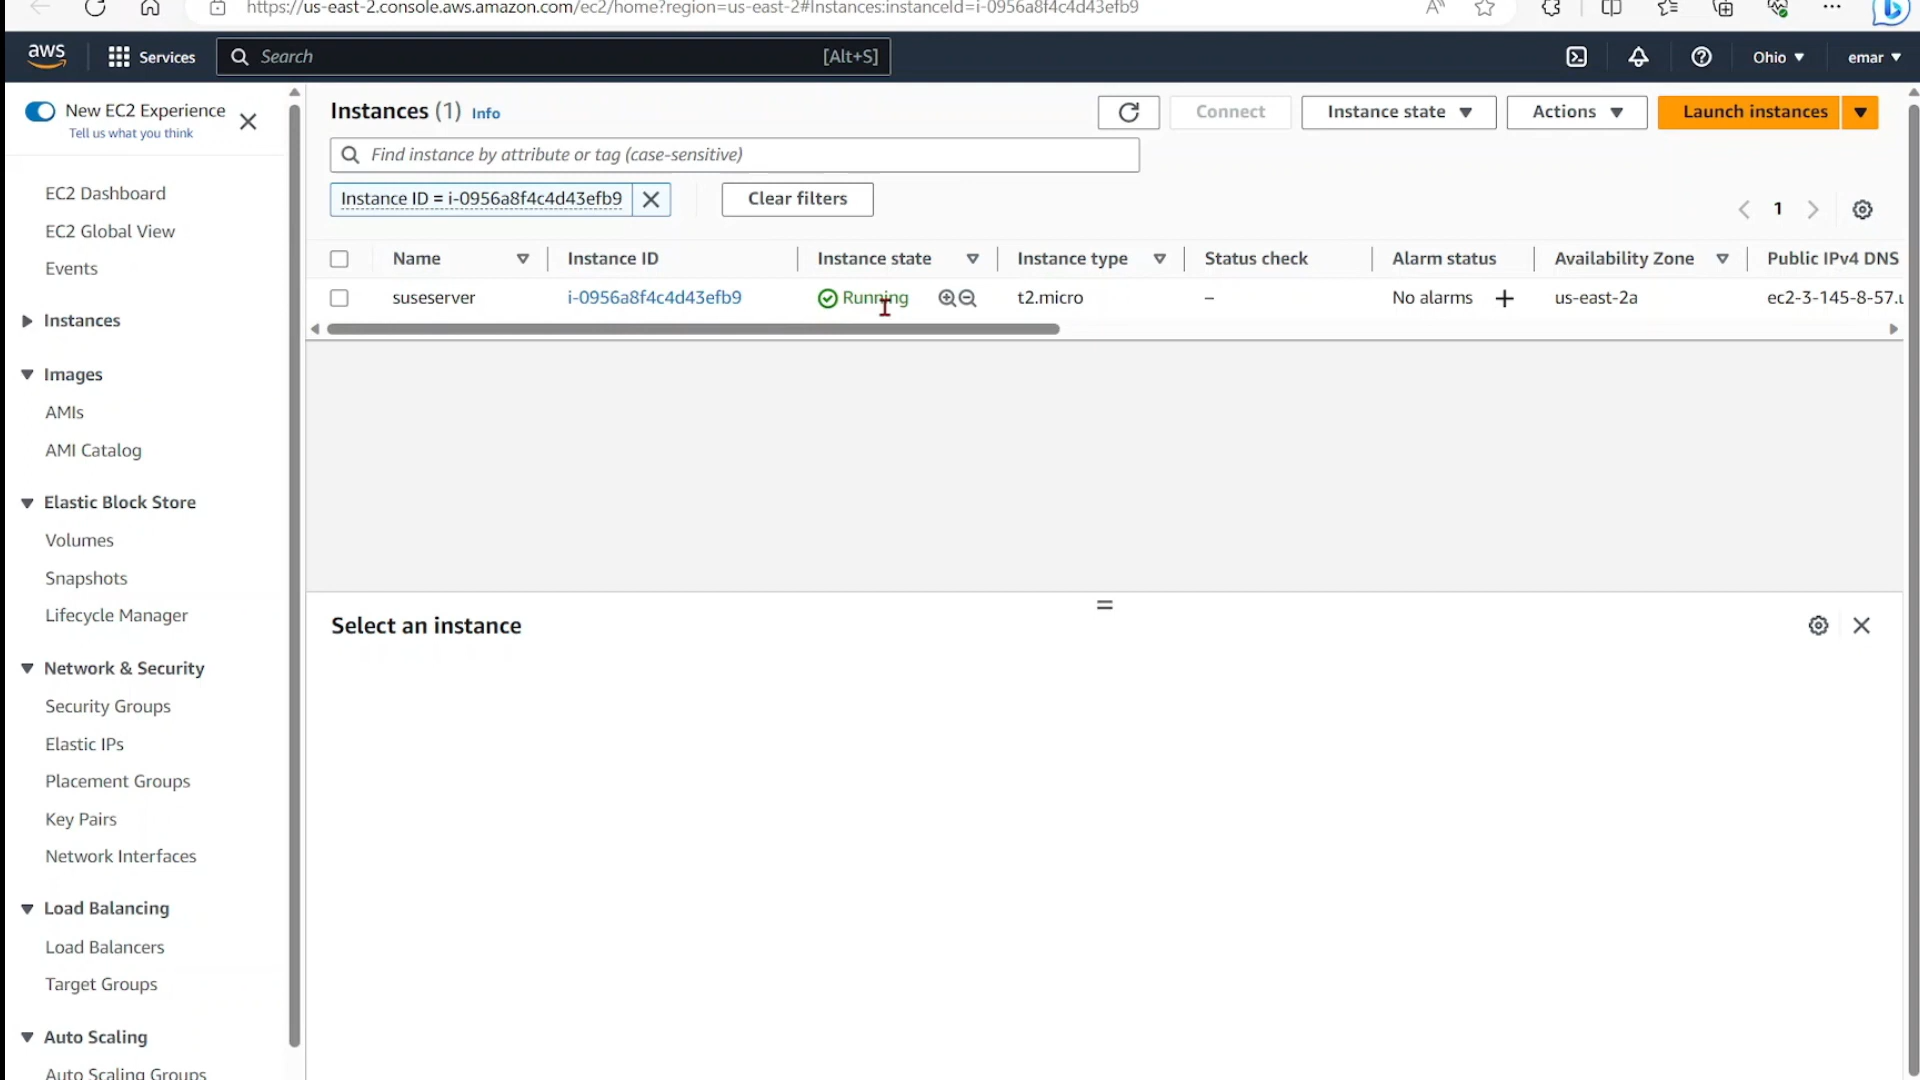 https://us-east-2.console.aws.amazon.com/ec2/home?region=us-east-2#Instances:instanceId=i-0956a8f4c4d43efb9
aws
Services
Search
[Alt+S]
Ohio
emar
New EC2 Experience
Tell us what you think
EC2 Dashboard
EC2 Global View
Events
Instances
Images
AMIs
AMI Catalog
Elastic Block Store
Volumes
Snapshots
Lifecycle Manager
Network & Security
Security Groups
Elastic IPs
Placement Groups
Key Pairs
Network Interfaces
Load Balancing
Load Balancers
Target Groups
Auto Scaling
Auto Scaling Groups
Instances (1) Info
Connect
Instance state
Actions
Launch instances
Find instance by attribute or tag (case-sensitive)
Instance ID = i-0956a8f4c4d43efb9
Clear filters
1
Name Instance ID Instance state Instance type Status check Alarm status Availability Zone Public IPv4 DNS
suseserver i-0956a8f4c4d43efb9 Running t2.micro – No alarms + us-east-2a ec2-3-145-8-57.u
Select an instance